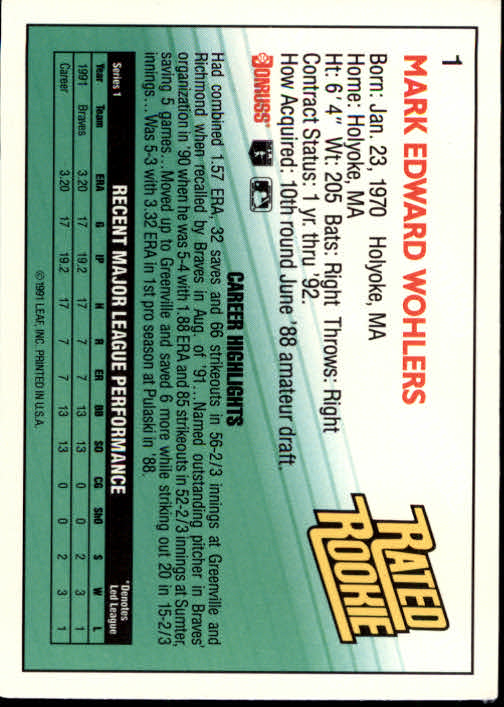 1
MARK EDWARD WOHLERS
Born: Jan. 23, 1970 Holyoke, MA
Home: Holyoke, MA
Ht: 6' 4" Wt: 205 Bats: Right Throws: Right
Contract Status: 1 yr. thru '92.
How Acquired: 10th round June '88 amateur draft.
RATED
ROOKIE
DONRUSS
CAREER HIGHLIGHTS
Had combined 1.57 ERA, 32 saves and 66 strikeouts in 56-2/3 innings at Greenville and
Richmond when recalled by Braves in Aug. of '91...Named outstanding pitcher in Braves'
organization in '90 when he was 5-4 with 1.88 ERA and 85 strikeouts in 52-2/3 innings at Sumter,
saving 5 games...Moved up to Greenville and saved 6 more while striking out 20 in 15-2/3
innings...Was 5-3 with 3.32 ERA in 1st pro season at Pulaski in '88.
Series 1 RECENT MAJOR LEAGUE PERFORMANCE *Denotes
Led League
Year Team ERA G IP H R ER BB SO CG ShO S W L
1991 Braves 3.20 17 19.2 17 7 7 13 13 0 0 2 3 1
Career 3.20 17 19.2 17 7 7 13 13 0 0 2 3 1
©1991 LEAF, INC. PRINTED IN U.S.A.